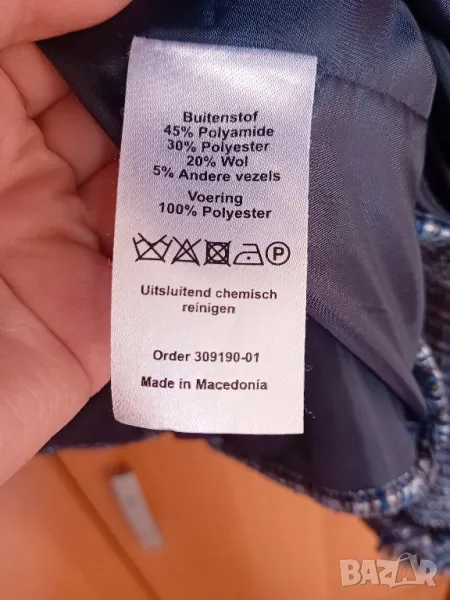 Buitenstof
45% Polyamide
30% Polyester
20% Wol
5% Andere vezels
Voering
100% Polyester
P
Uitsluitend chemisch
reinigen
Order 309190-01
Made in Macedonia
BAZAR